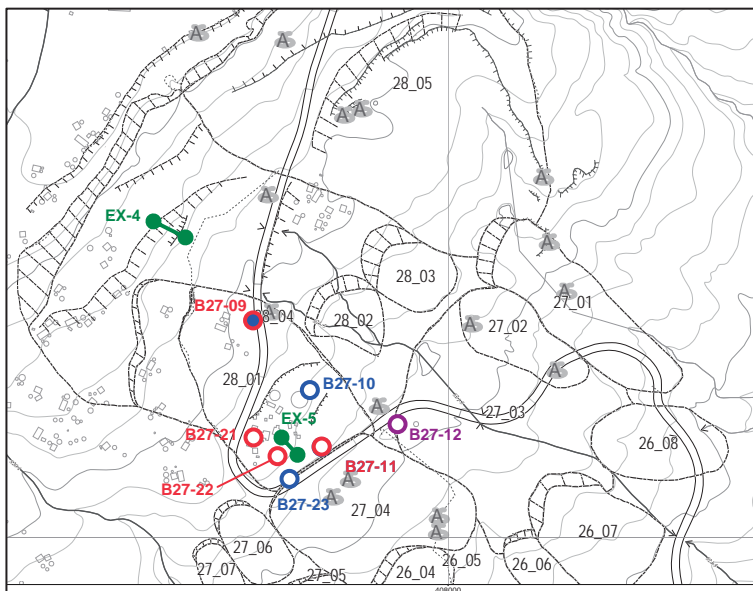 A
A
28_05
A A
A
A
EX-4
A
28_03
A
27_01
B27-09
A
28_04
28_02
A
27_02
28_01
A
B27-10
A
27_03
EX-5
B27-21
B27-12
B27-11
26_08
B27-22
A
B27-23
A
27_04
A
A
26_07
27_06
26_05
27_07
27_05
26_04
26_06
408000